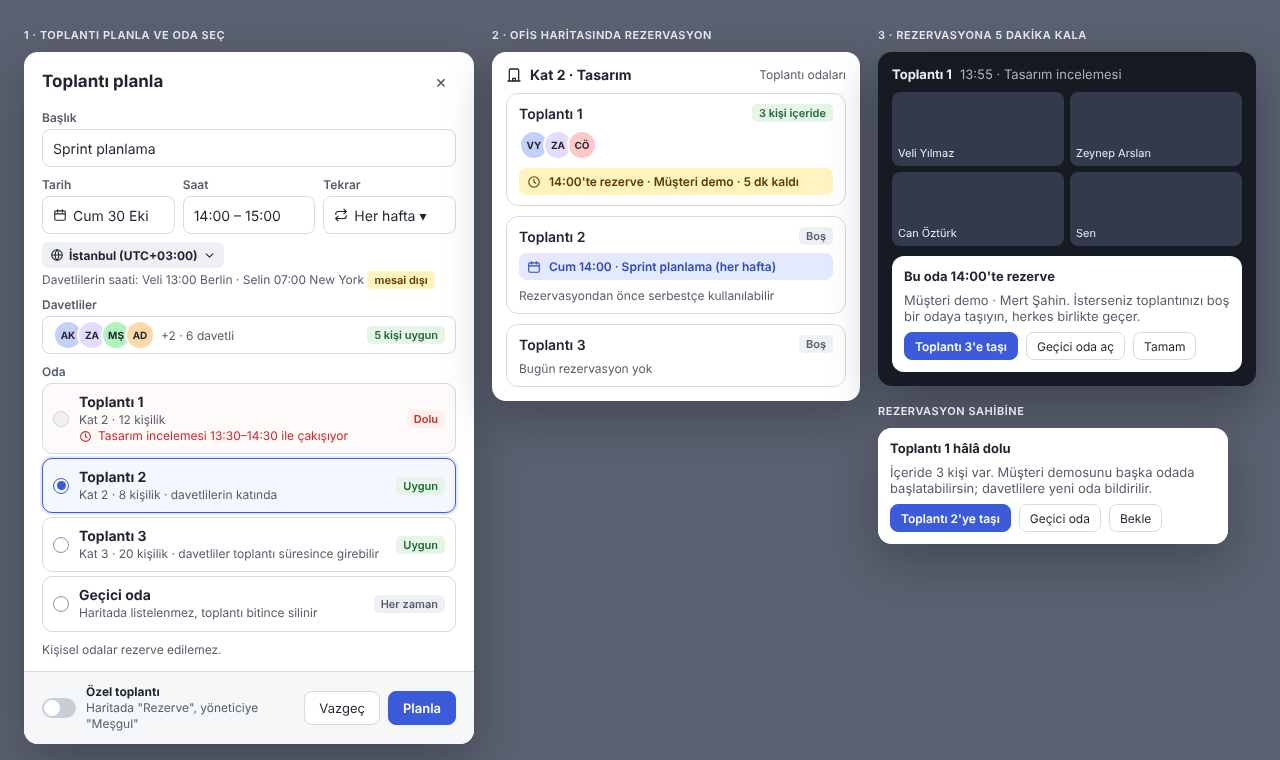 1 · TOPLANTI PLANLA VE ODA SEÇ
Toplantı planla
Başlık
Sprint planlama
Tarih
Saat
Tekrar
Cum 30 Eki
14:00 – 15:00
Her hafta ▾
İstanbul (UTC+03:00)
Davetlilerin saati: Veli 13:00 Berlin · Selin 07:00 New York mesai dışı
Davetliler
AK ZA MŞ AD +2 · 6 davetli 5 kişi uygun
Oda
Toplantı 1
Kat 2 · 12 kişilik
Tasarım incelemesi 13:30–14:30 ile çakışıyor
Dolu
Toplantı 2
Kat 2 · 8 kişilik · davetlilerin katında
Uygun
Toplantı 3
Kat 3 · 20 kişilik · davetliler toplantı süresince girebilir
Uygun
Geçici oda
Haritada listelenmez, toplantı bitince silinir
Her zaman
Kişisel odalar rezerve edilemez.
Özel toplantı
Haritada "Rezerve", yöneticiye
"Meşgul"
Vazgeç
Planla
2 · OFİS HARİTASINDA REZERVASYON
Kat 2 · Tasarım
Toplantı odaları
Toplantı 1
3 kişi içeride
VY ZA CÖ
14:00'te rezerve · Müşteri demo · 5 dk kaldı
Toplantı 2
Boş
Cum 14:00 · Sprint planlama (her hafta)
Rezervasyondan önce serbestçe kullanılabilir
Toplantı 3
Boş
Bugün rezervasyon yok
3 · REZERVASYONA 5 DAKİKA KALA
Toplantı 1 13:55 · Tasarım incelemesi
Veli Yılmaz
Zeynep Arslan
Can Öztürk
Sen
Bu oda 14:00'te rezerve
Müşteri demo · Mert Şahin. İsterseniz toplantınızı boş
bir odaya taşıyın, herkes birlikte geçer.
Toplantı 3'e taşı
Geçici oda aç
Tamam
REZERVASYON SAHİBİNE
Toplantı 1 hâlâ dolu
İçeride 3 kişi var. Müşteri demosunu başka odada
başlatabilirsin; davetlilere yeni oda bildirilir.
Toplantı 2'ye taşı
Geçici oda
Bekle